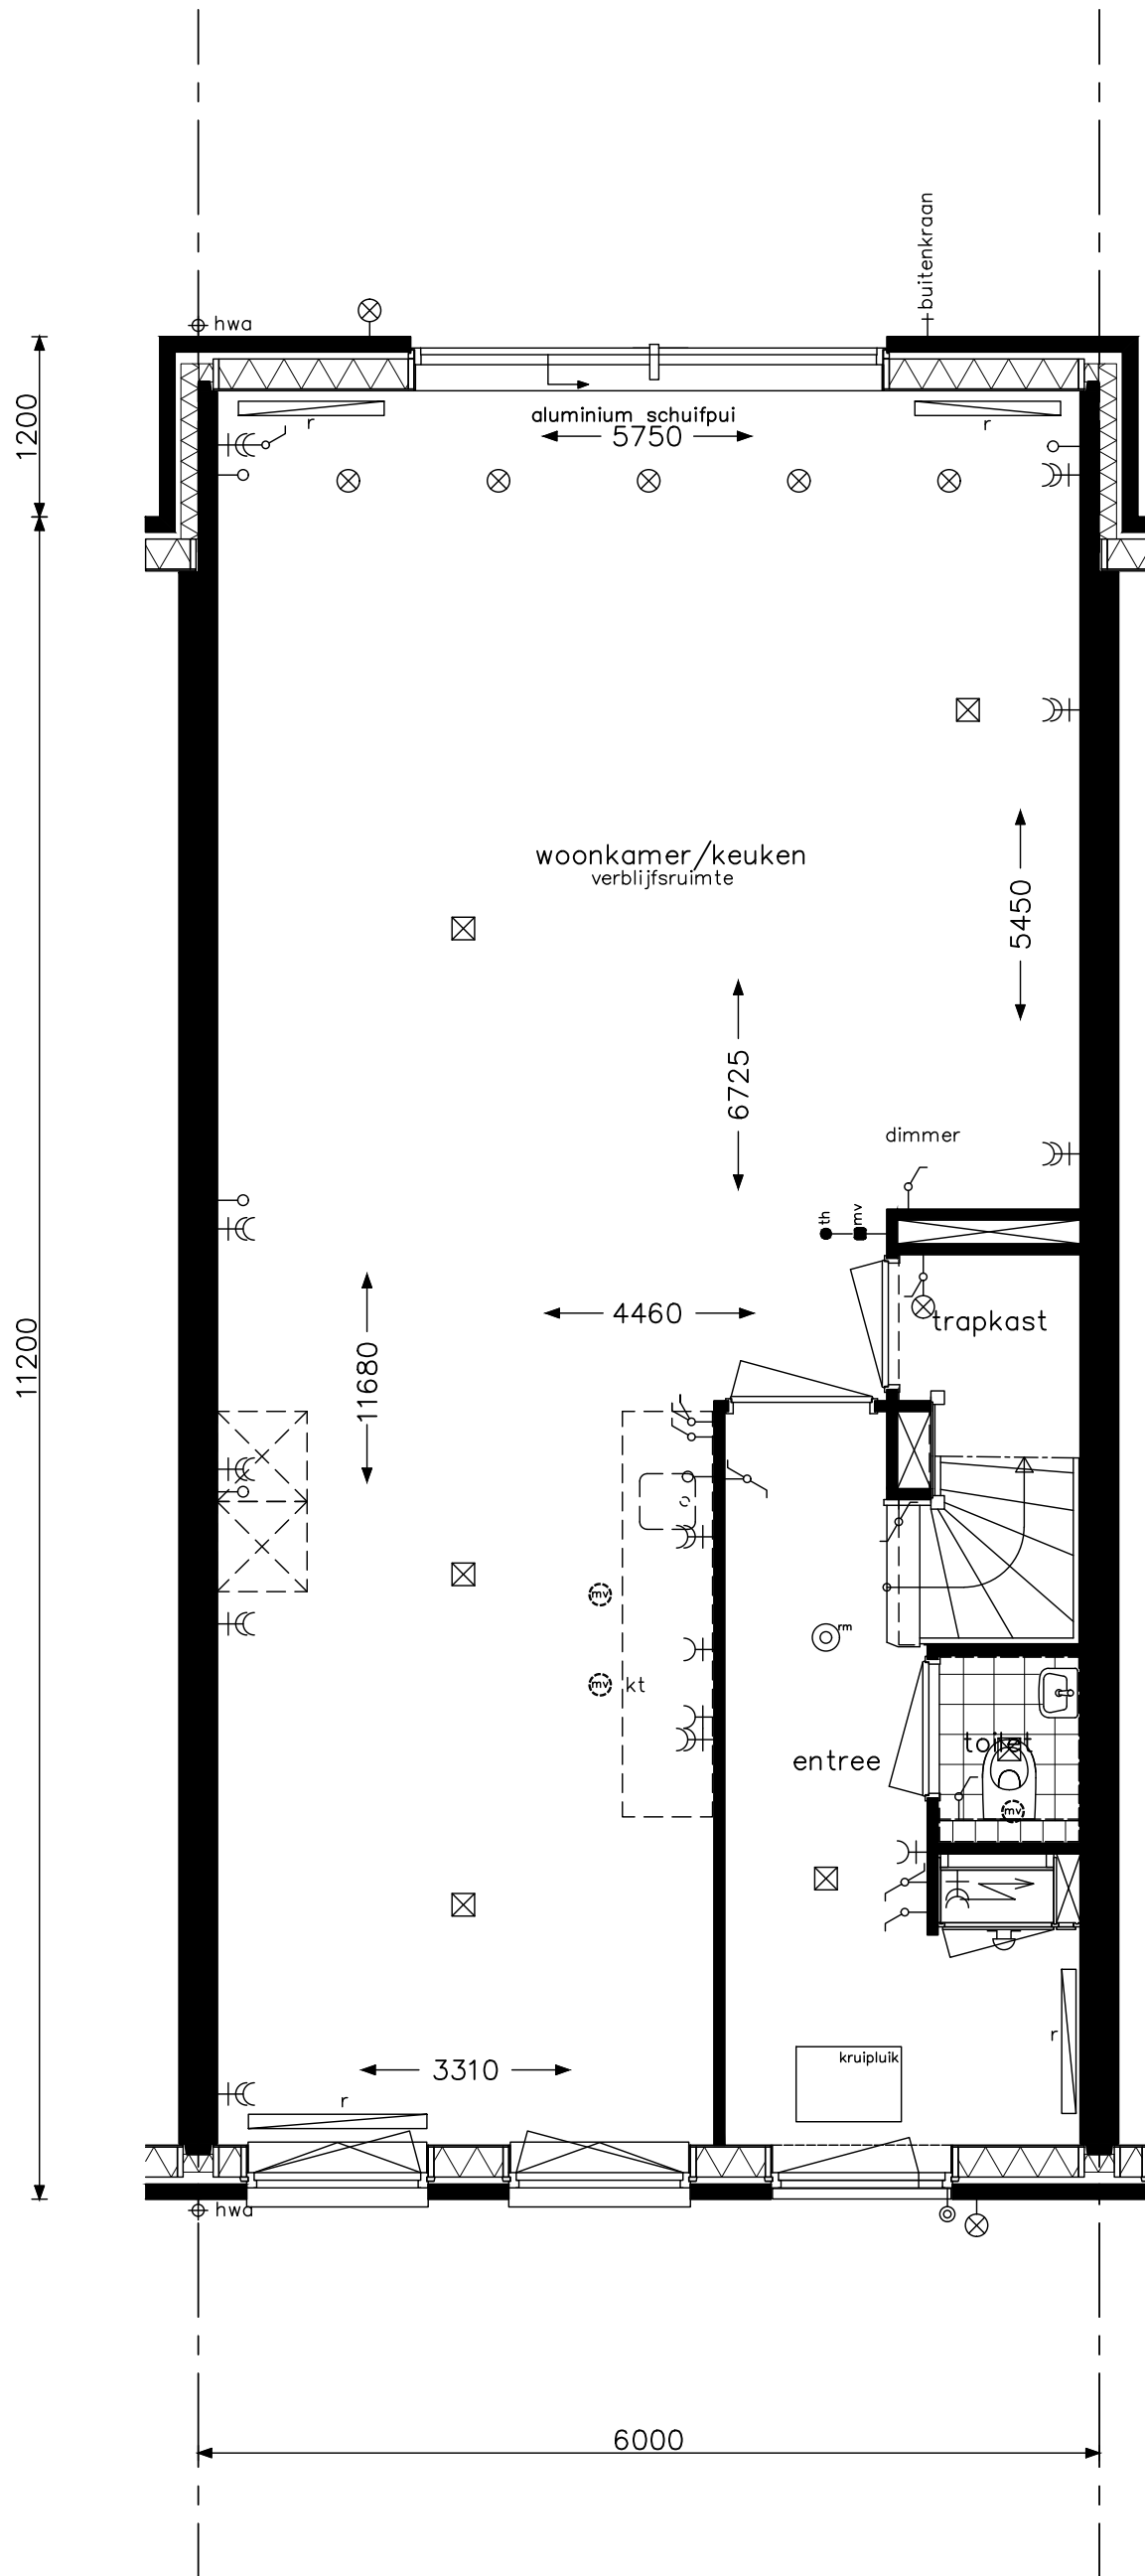 buitenkraan
hwa
1200
aluminium schuifpui
5750
r
r
woonkamer/keuken
verblijfsruimte
5450
6725
dimmer
th
mv
4460
trapkast
11200
11680
mv
rm
mv
kt
toilet
entree
mv
r
kruipluik
3310
r
hwa
6000